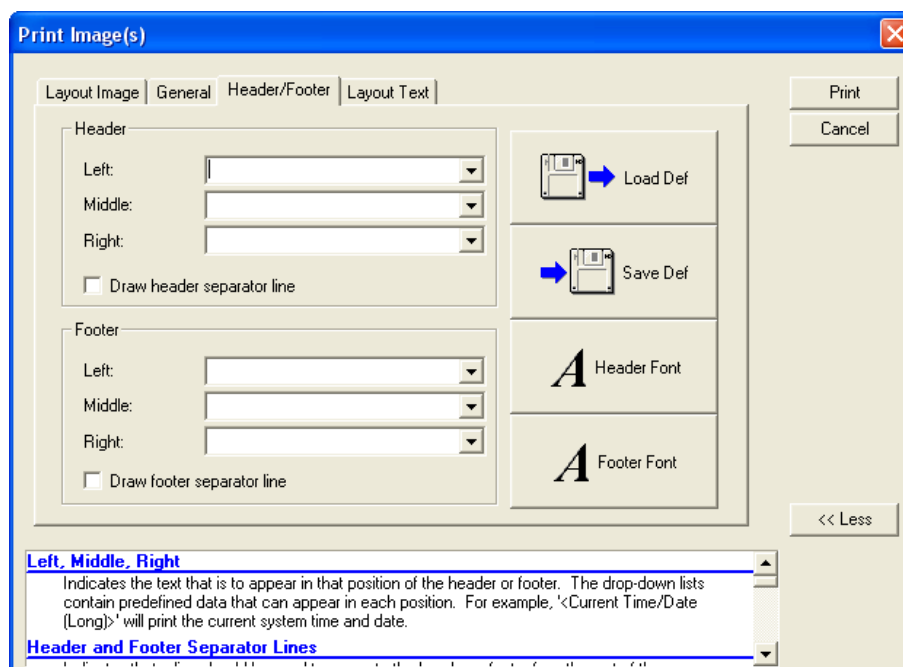 Print Image(s)
Layout Image General Header/Footer Layout Text
Print
Cancel
Header
Left:
Middle:
Right:
Draw header separator line
Load Def
Save Def
Footer
Left:
Middle:
Right:
Draw footer separator line
A Header Font
A Footer Font
<< Less
Left, Middle, Right
Indicates the text that is to appear in that position of the header or footer. The drop-down lists
contain predefined data that can appear in each position. For example, '<Current Time/Date
(Long)>' will print the current system time and date.
Header and Footer Separator Lines